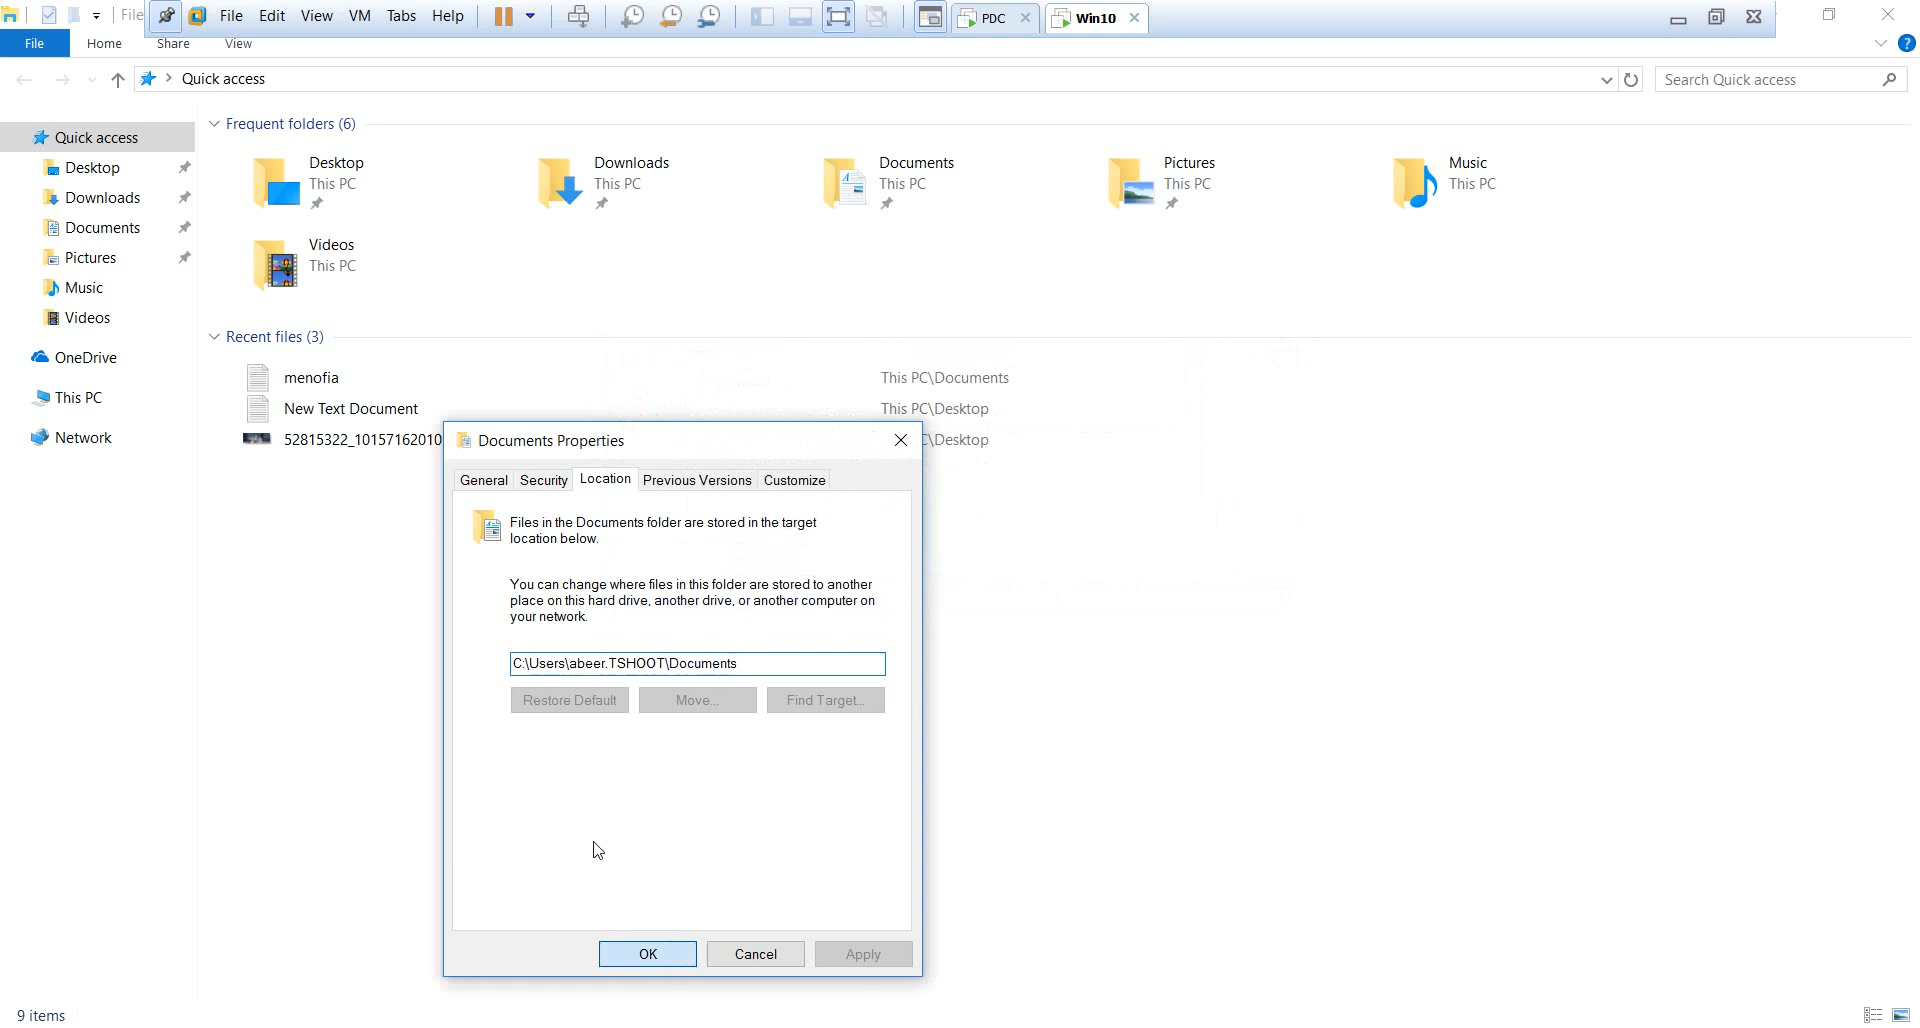 File
File Edit View VM Tabs Help
PDC
Win10
File Home Share View
Quick access
Search Quick access
Quick access
Desktop
Downloads
Documents
Pictures
Music
Videos
OneDrive
This PC
Network
Frequent folders (6)
Desktop
This PC
Downloads
This PC
Documents
This PC
Pictures
This PC
Music
This PC
Videos
This PC
Recent files (3)
menofia This PC\Documents
New Text Document This PC\Desktop
52815322_10157162010 C\Desktop
Documents Properties
General Security Location Previous Versions Customize
Files in the Documents folder are stored in the target
location below.
You can change where files in this folder are stored to another
place on this hard drive, another drive, or another computer on
your network.
C:\Users\abeer.TSHOOT\Documents
Restore Default Move... Find Target...
OK Cancel Apply
9 items